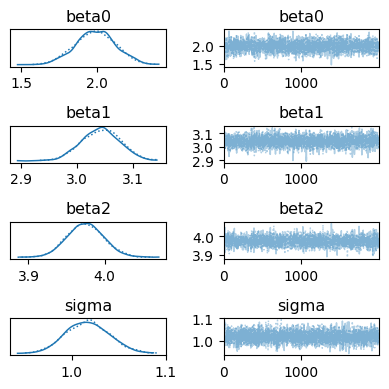 beta0 beta0
2.0
1.5
1.5 2.0 0 1000
beta1 beta1
3.1
3.0
2.9
2.9 3.0 3.1 0 1000
beta2 beta2
4.0
3.9
3.9 4.0 0 1000
sigma sigma
1.1
1.0
1.0 1.1 0 1000